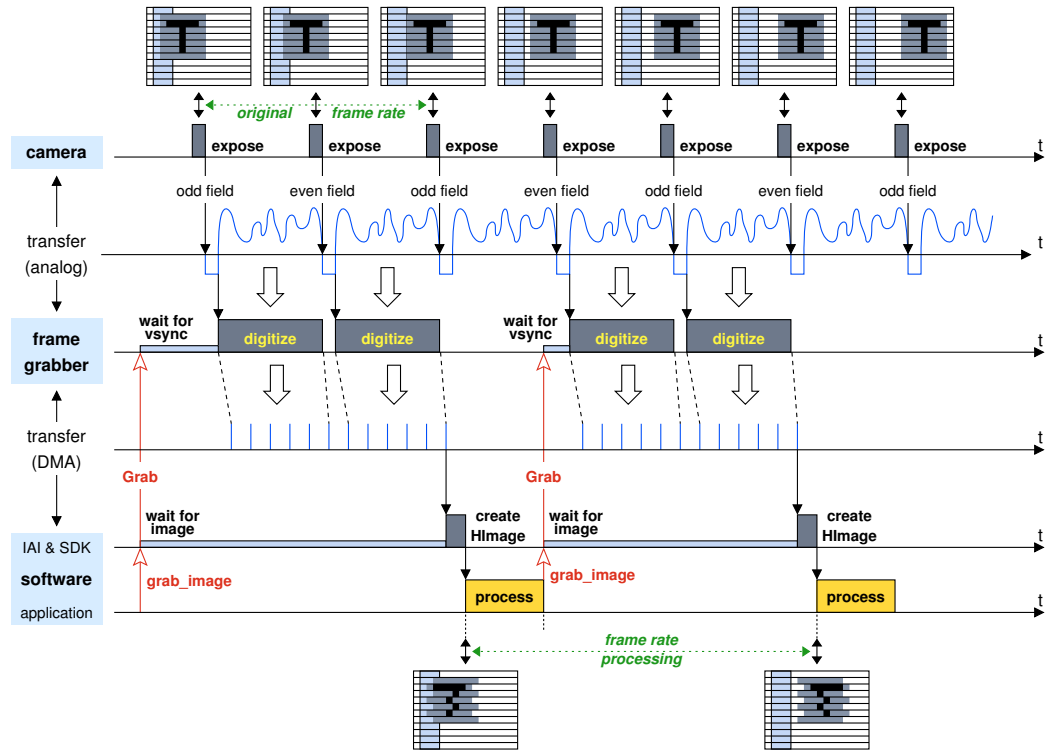 original
frame rate
expose
expose
expose
expose
expose
expose
expose
t
camera
odd field
even field
odd field
even field
odd field
even field
odd field
transfer
(analog)
t
wait for
vsync
digitize
digitize
wait for
vsync
digitize
digitize
t
frame
grabber
transfer
(DMA)
t
Grab
Grab
wait for
image
create
HImage
wait for
image
create
HImage
t
IAI & SDK
software
application
grab_image
process
grab_image
process
t
frame rate
processing